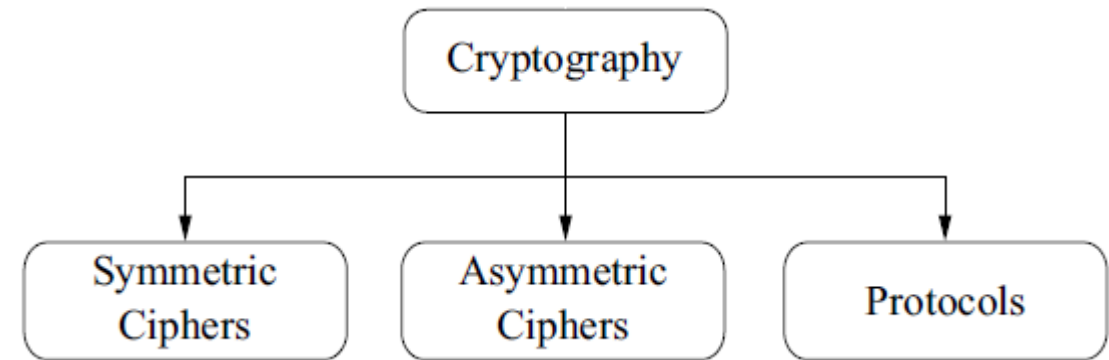 Cryptography
Symmetric
Ciphers
Asymmetric
Ciphers
Protocols